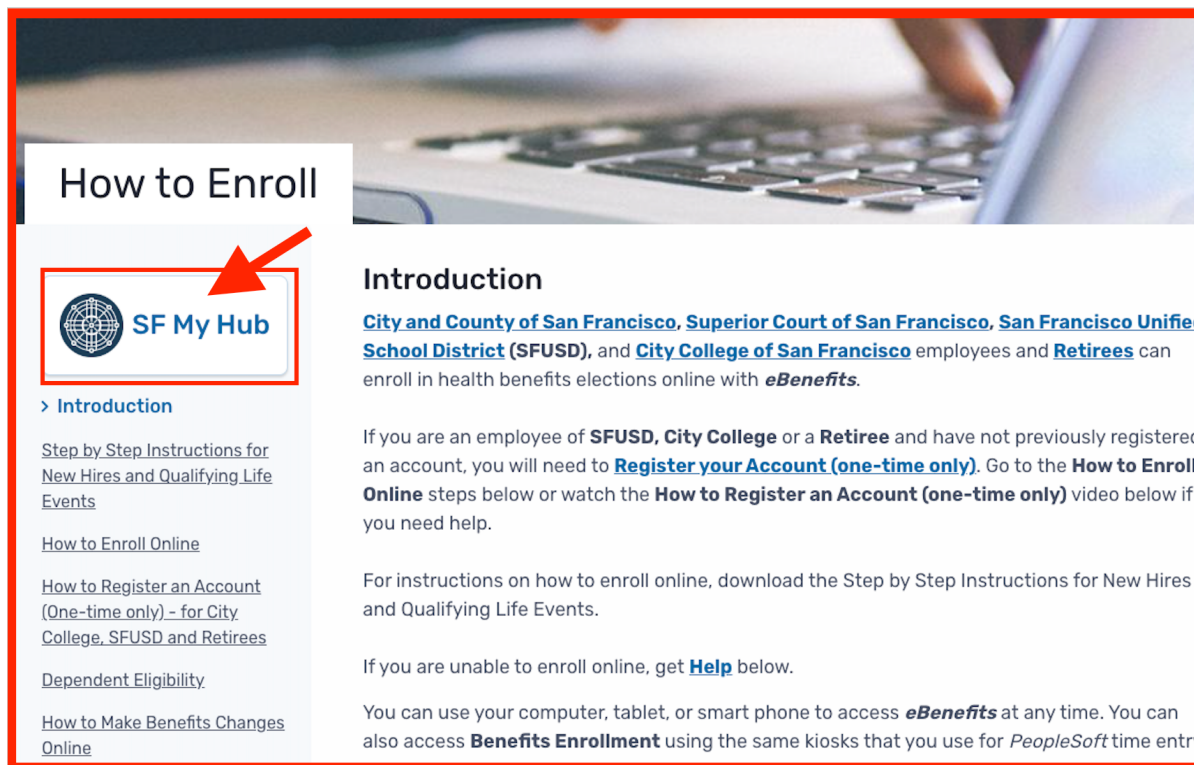 How to Enroll
SF My Hub
> Introduction
Step by Step Instructions for
New Hires and Qualifying Life
Events
How to Enroll Online
How to Register an Account
(One-time only) - for City
College, SFUSD and Retirees
Dependent Eligibility
How to Make Benefits Changes
Online
Introduction
City and County of San Francisco, Superior Court of San Francisco, San Francisco Unifie
School District (SFUSD), and City College of San Francisco employees and Retirees can
enroll in health benefits elections online with eBenefits.
If you are an employee of SFUSD, City College or a Retiree and have not previously registered
an account, you will need to Register your Account (one-time only). Go to the How to Enroll
Online steps below or watch the How to Register an Account (one-time only) video below if
you need help.
For instructions on how to enroll online, download the Step by Step Instructions for New Hires
and Qualifying Life Events.
If you are unable to enroll online, get Help below.
You can use your computer, tablet, or smart phone to access eBenefits at any time. You can
also access Benefits Enrollment using the same kiosks that you use for PeopleSoft time entr